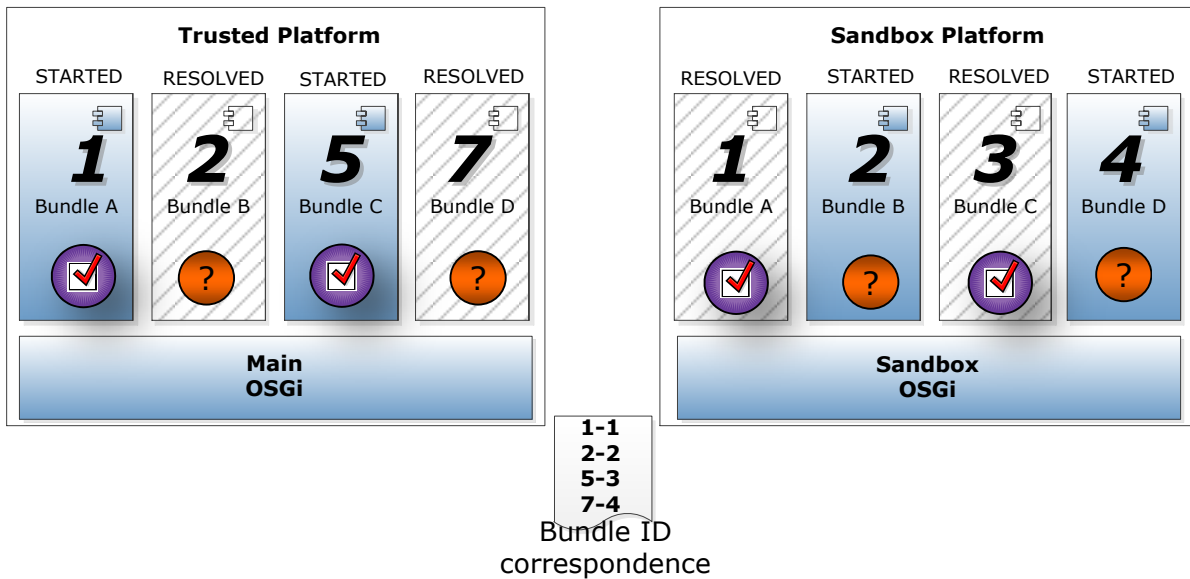 Trusted Platform
STARTED
RESOLVED
STARTED
RESOLVED
1
2
5
7
Bundle A
Bundle B
Bundle C
Bundle D
?
?
Main
OSGi
Sandbox Platform
RESOLVED
STARTED
RESOLVED
STARTED
1
2
3
4
Bundle A
Bundle B
Bundle C
Bundle D
?
?
Sandbox
OSGi
1-1
2-2
5-3
7-4
Bundle ID
correspondence